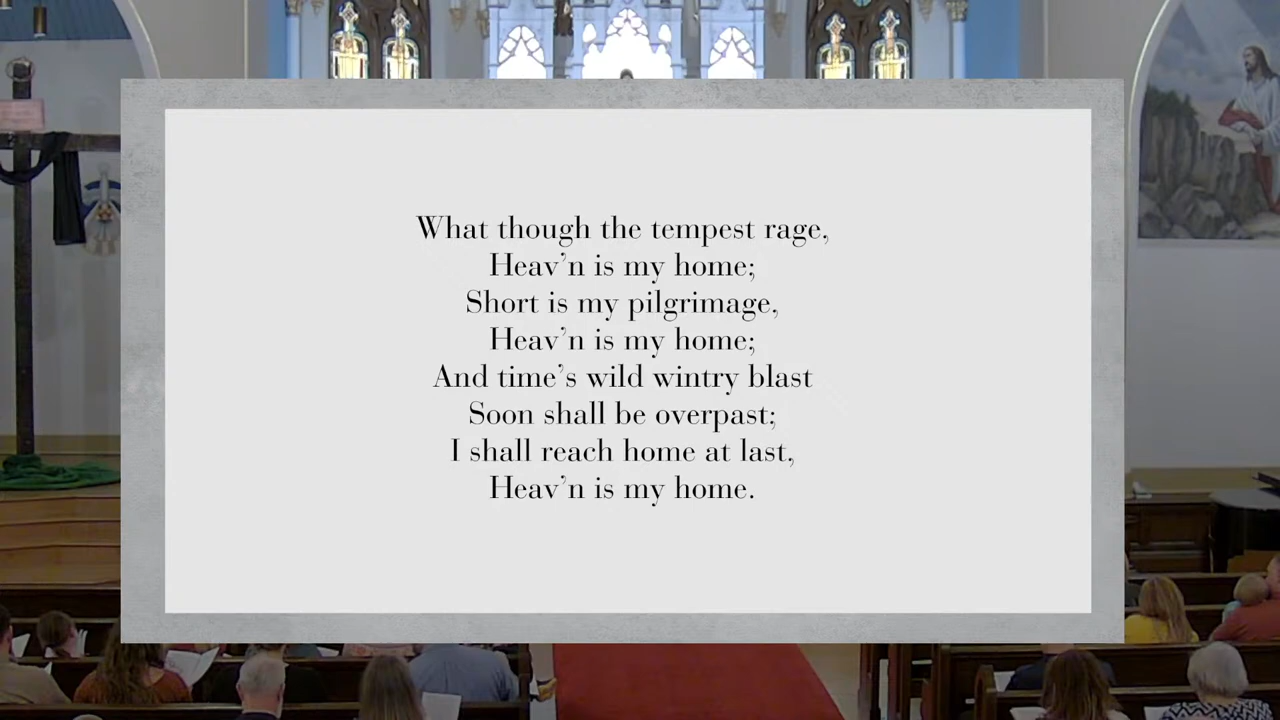 What though the tempest rage,
Heav’n is my home;
Short is my pilgrimage,
Heav’n is my home;
And time’s wild wintry blast
Soon shall be overpast;
I shall reach home at last,
Heav’n is my home.